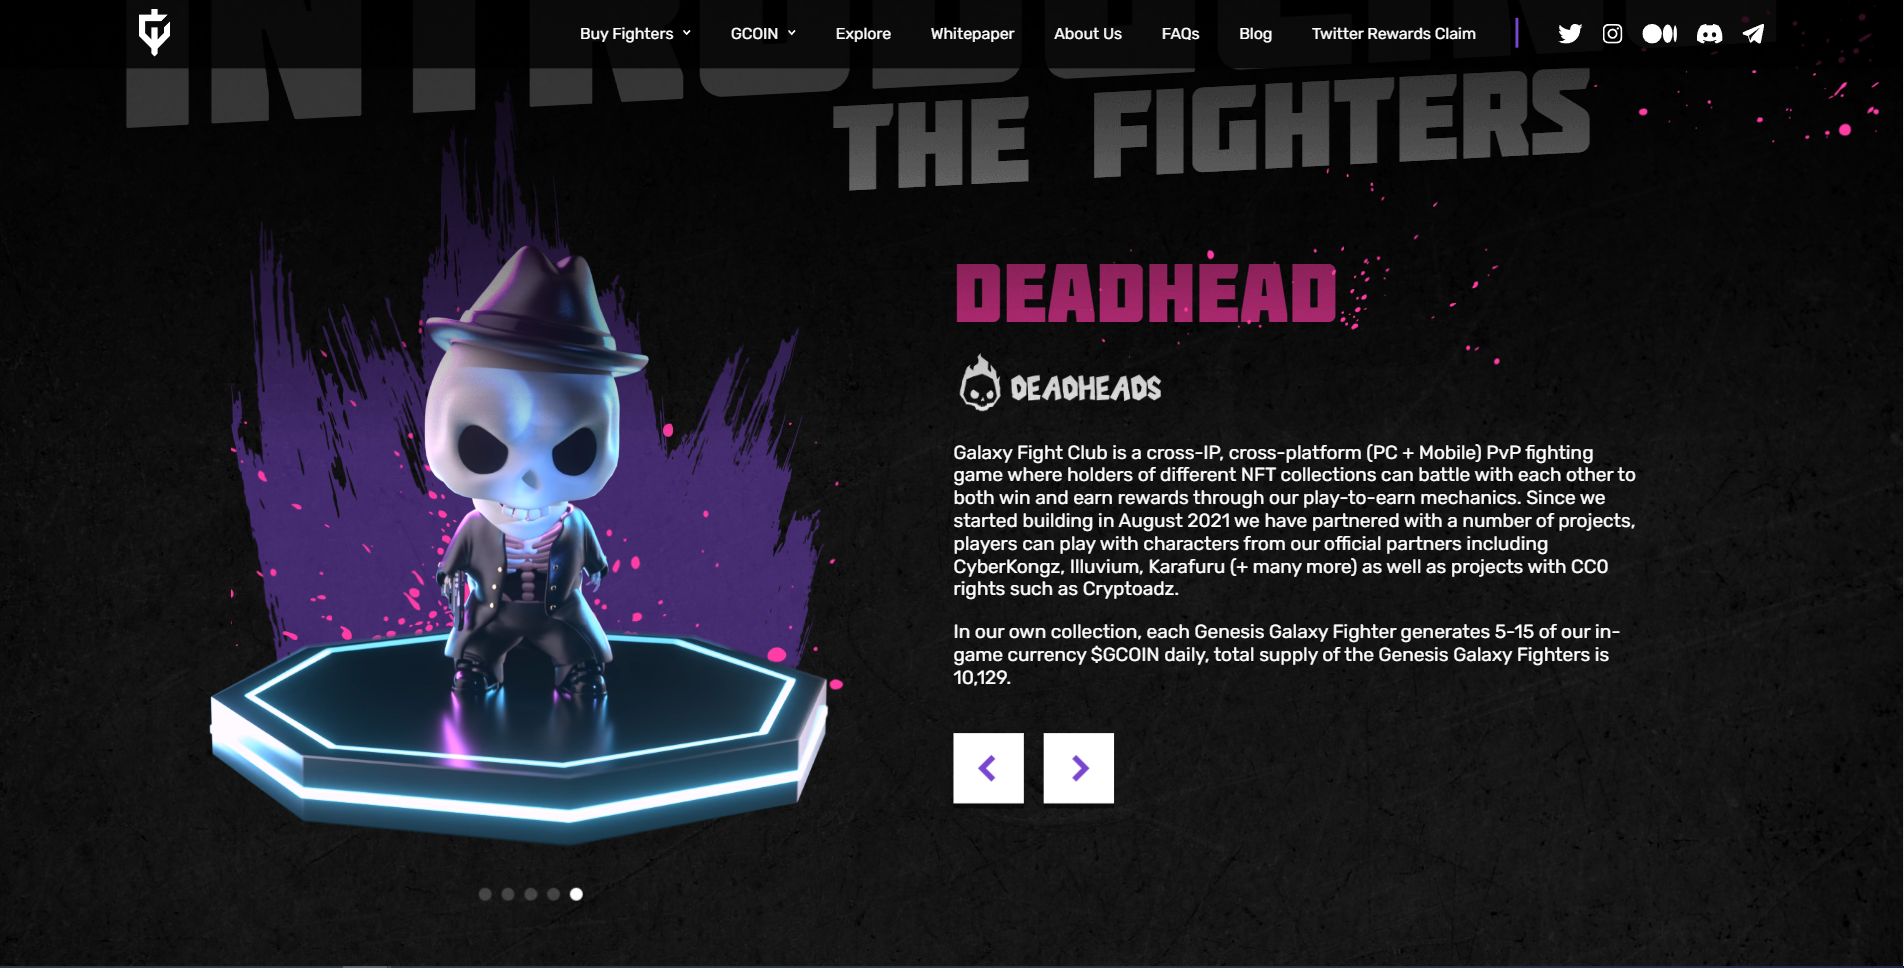 Buy Fighters
GCOIN
Explore
Whitepaper
About Us
FAQs
Blog
Twitter Rewards Claim
THE FIGHTERS
DEADHEAD
DEADHEADS
Galaxy Fight Club is a cross-IP, cross-platform (PC + Mobile) PvP fighting
game where holders of different NFT collections can battle with each other to
both win and earn rewards through our play-to-earn mechanics. Since we
started building in August 2021 we have partnered with a number of projects,
players can play with characters from our official partners including
CyberKongz, Illuvium, Karafuru (+ many more) as well as projects with CC0
rights such as Cryptoadz.
In our own collection, each Genesis Galaxy Fighter generates 5-15 of our in-
game currency $GCOIN daily, total supply of the Genesis Galaxy Fighters is
10,129.